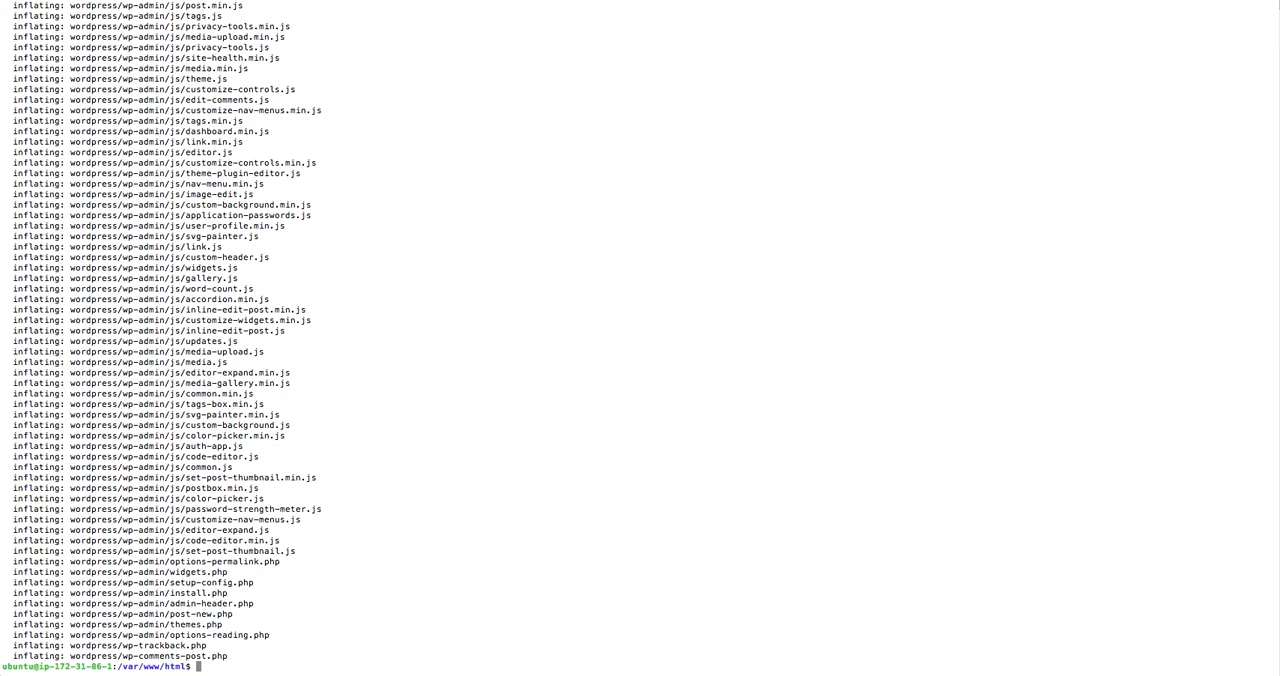 inflating: wordpress/wp-admin/js/post.min.js
inflating: wordpress/wp-admin/js/tags.js
inflating: wordpress/wp-admin/js/privacy-tools.min.js
inflating: wordpress/wp-admin/js/media-upload.min.js
inflating: wordpress/wp-admin/js/privacy-tools.js
inflating: wordpress/wp-admin/js/site-health.min.js
inflating: wordpress/wp-admin/js/media.min.js
inflating: wordpress/wp-admin/js/theme.js
inflating: wordpress/wp-admin/js/customize-controls.js
inflating: wordpress/wp-admin/js/edit-comments.js
inflating: wordpress/wp-admin/js/customize-nav-menus.min.js
inflating: wordpress/wp-admin/js/tags.min.js
inflating: wordpress/wp-admin/js/dashboard.min.js
inflating: wordpress/wp-admin/js/link.min.js
inflating: wordpress/wp-admin/js/editor.js
inflating: wordpress/wp-admin/js/customize-controls.min.js
inflating: wordpress/wp-admin/js/theme-plugin-editor.js
inflating: wordpress/wp-admin/js/nav-menu.min.js
inflating: wordpress/wp-admin/js/image-edit.js
inflating: wordpress/wp-admin/js/custom-background.min.js
inflating: wordpress/wp-admin/js/application-passwords.js
inflating: wordpress/wp-admin/js/user-profile.min.js
inflating: wordpress/wp-admin/js/svg-painter.js
inflating: wordpress/wp-admin/js/link.js
inflating: wordpress/wp-admin/js/custom-header.js
inflating: wordpress/wp-admin/js/widgets.js
inflating: wordpress/wp-admin/js/gallery.js
inflating: wordpress/wp-admin/js/word-count.js
inflating: wordpress/wp-admin/js/accordion.min.js
inflating: wordpress/wp-admin/js/inline-edit-post.min.js
inflating: wordpress/wp-admin/js/customize-widgets.min.js
inflating: wordpress/wp-admin/js/inline-edit-post.js
inflating: wordpress/wp-admin/js/updates.js
inflating: wordpress/wp-admin/js/media-upload.js
inflating: wordpress/wp-admin/js/media.js
inflating: wordpress/wp-admin/js/editor-expand.min.js
inflating: wordpress/wp-admin/js/media-gallery.min.js
inflating: wordpress/wp-admin/js/common.min.js
inflating: wordpress/wp-admin/js/tags-box.min.js
inflating: wordpress/wp-admin/js/svg-painter.min.js
inflating: wordpress/wp-admin/js/custom-background.js
inflating: wordpress/wp-admin/js/color-picker.min.js
inflating: wordpress/wp-admin/js/auth-app.js
inflating: wordpress/wp-admin/js/code-editor.js
inflating: wordpress/wp-admin/js/common.js
inflating: wordpress/wp-admin/js/set-post-thumbnail.min.js
inflating: wordpress/wp-admin/js/postbox.min.js
inflating: wordpress/wp-admin/js/color-picker.js
inflating: wordpress/wp-admin/js/password-strength-meter.js
inflating: wordpress/wp-admin/js/customize-nav-menus.js
inflating: wordpress/wp-admin/js/editor-expand.js
inflating: wordpress/wp-admin/js/code-editor.min.js
inflating: wordpress/wp-admin/js/set-post-thumbnail.js
inflating: wordpress/wp-admin/options-permalink.php
inflating: wordpress/wp-admin/widgets.php
inflating: wordpress/wp-admin/setup-config.php
inflating: wordpress/wp-admin/install.php
inflating: wordpress/wp-admin/admin-header.php
inflating: wordpress/wp-admin/post-new.php
inflating: wordpress/wp-admin/themes.php
inflating: wordpress/wp-admin/options-reading.php
inflating: wordpress/wp-trackback.php
inflating: wordpress/wp-comments-post.php
ubuntu@ip-172-31-86-1:/var/www/html$